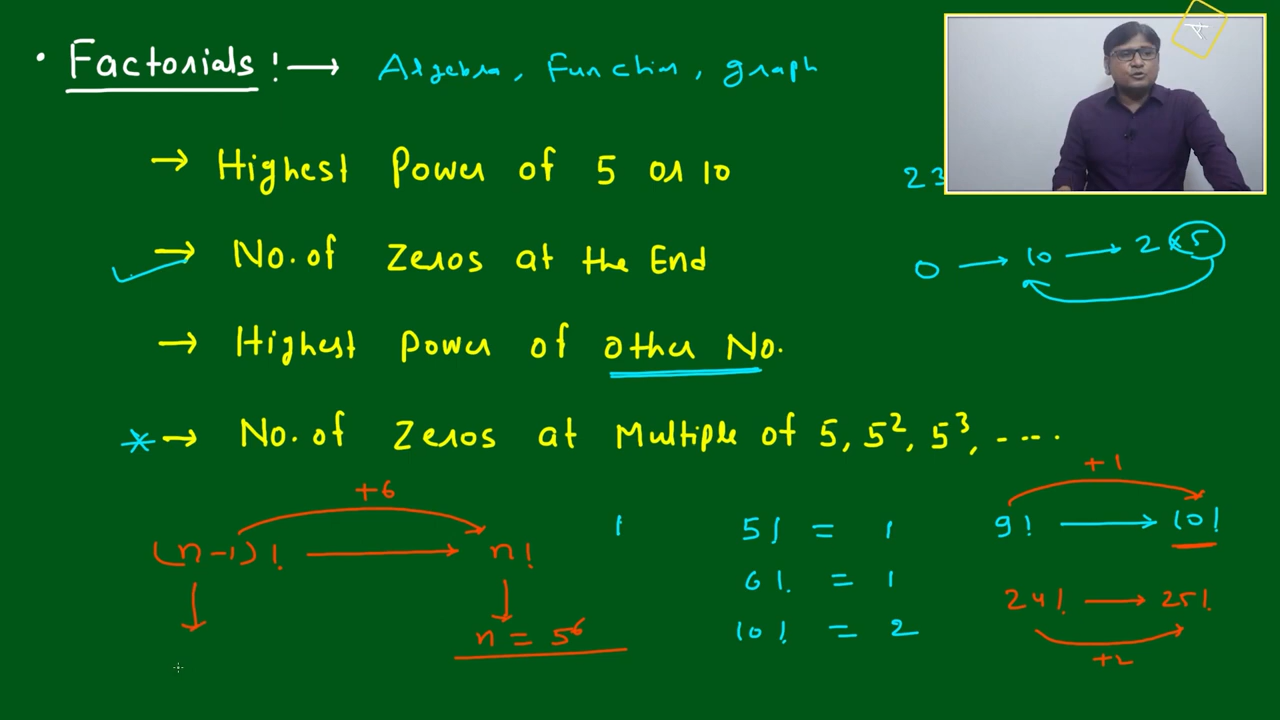 • Factorials ! → Algebra, Function, graph
→ Highest Power of 5 or 10
23
→ No. of Zeros at the End
0 → 10 → 2 × 5
→ Highest Power of other No.
* → No. of Zeros at Multiple of 5, 5², 5³, ----
+6
+1
(n-1)! → n!
1
5! = 1
9! → 10!
6! = 1
24! → 25!
n = 5⁶
10! = 2
+2